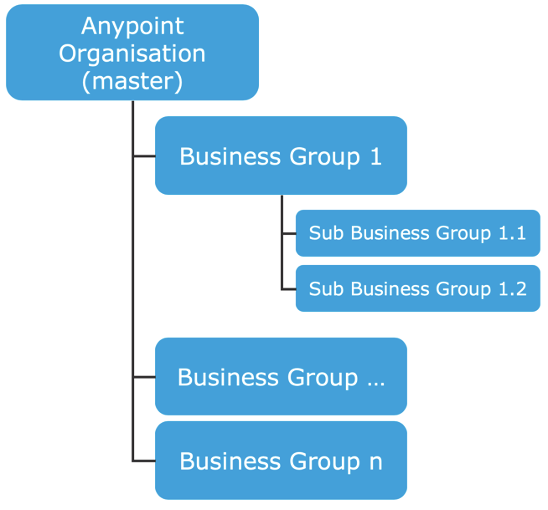 Anypoint
Organisation
(master)
Business Group 1
Sub Business Group 1.1
Sub Business Group 1.2
Business Group ...
Business Group n